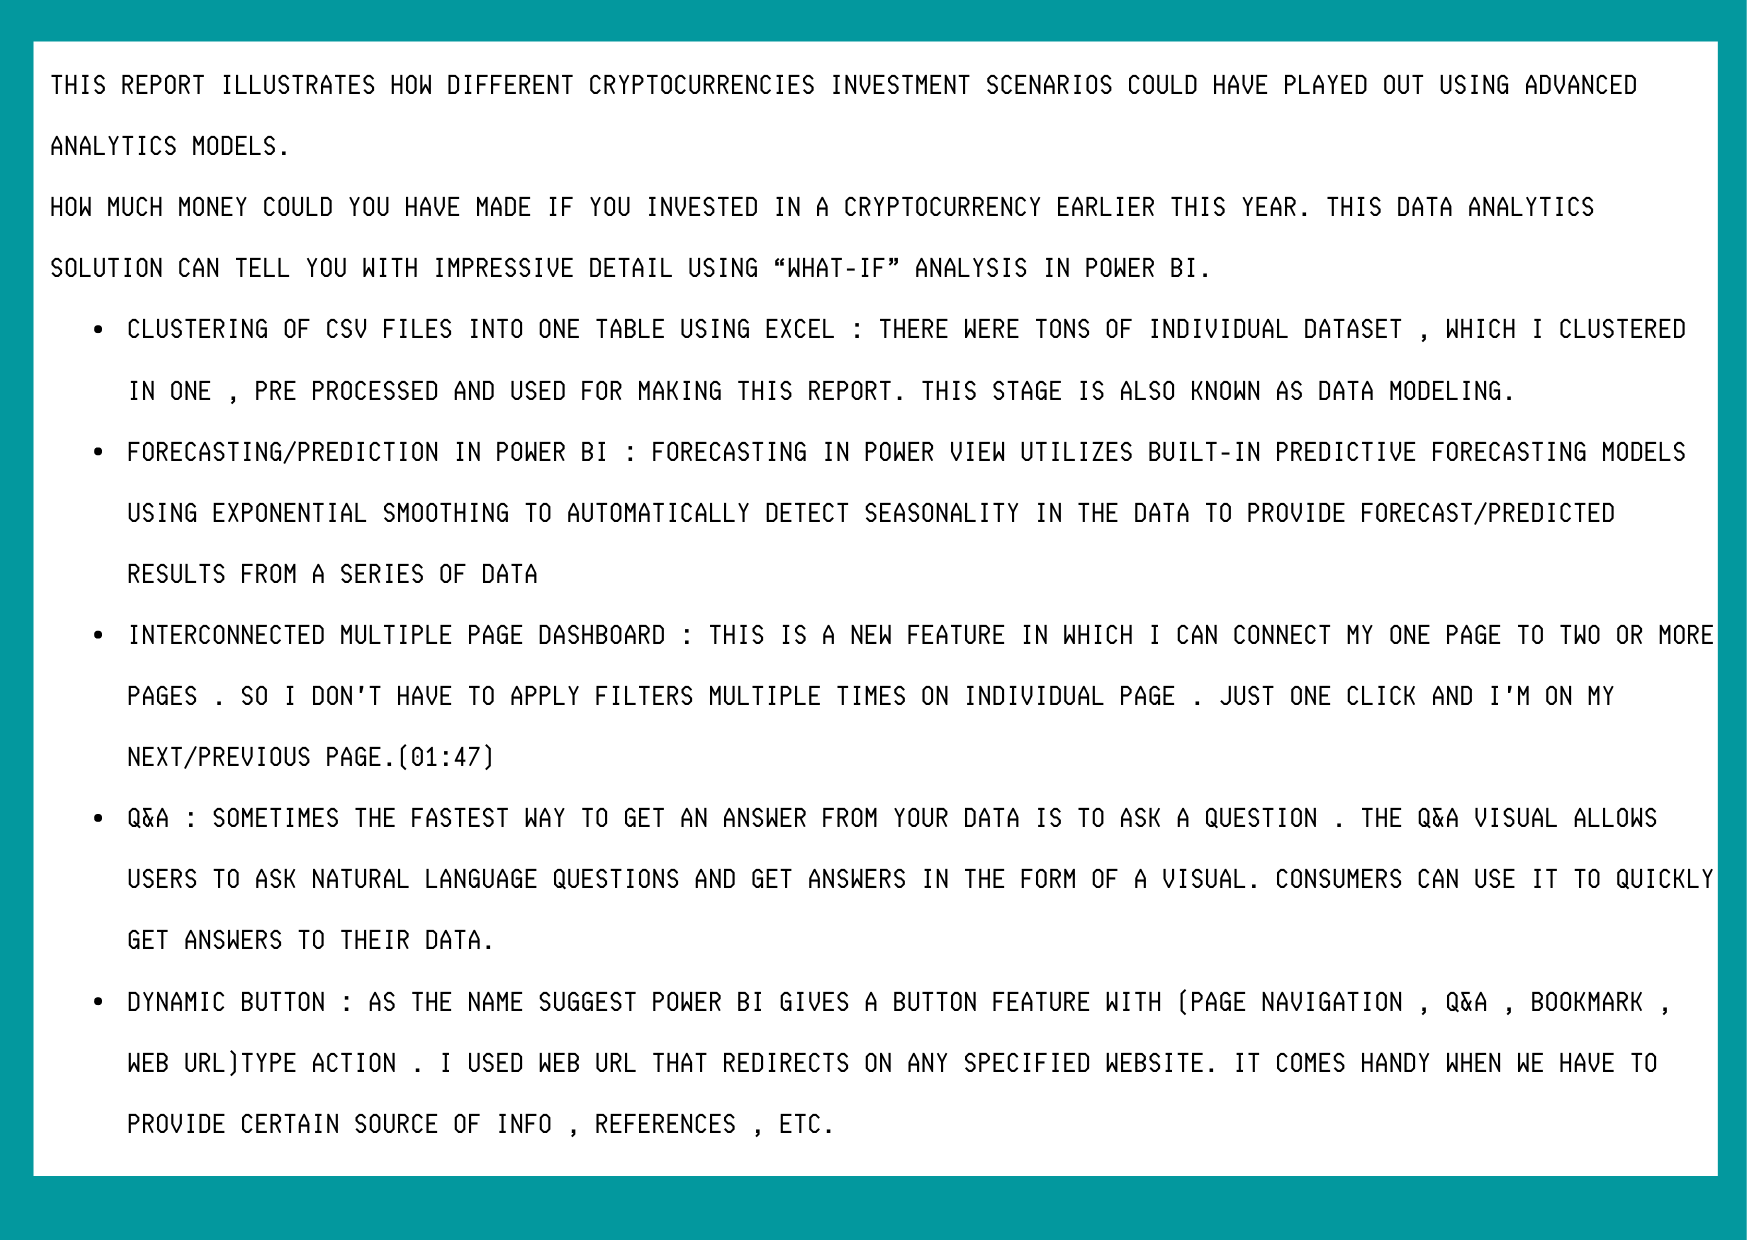 THIS REPORT ILLUSTRATES HOW DIFFERENT CRYPTOCURRENCIES INVESTMENT SCENARIOS COULD HAVE PLAYED OUT USING ADVANCED
ANALYTICS MODELS.
HOW MUCH MONEY COULD YOU HAVE MADE IF YOU INVESTED IN A CRYPTOCURRENCY EARLIER THIS YEAR. THIS DATA ANALYTICS
SOLUTION CAN TELL YOU WITH IMPRESSIVE DETAIL USING “WHAT-IF” ANALYSIS IN POWER BI.
• CLUSTERING OF CSV FILES INTO ONE TABLE USING EXCEL : THERE WERE TONS OF INDIVIDUAL DATASET , WHICH I CLUSTERED
IN ONE , PRE PROCESSED AND USED FOR MAKING THIS REPORT. THIS STAGE IS ALSO KNOWN AS DATA MODELING.
• FORECASTING/PREDICTION IN POWER BI : FORECASTING IN POWER VIEW UTILIZES BUILT-IN PREDICTIVE FORECASTING MODELS
USING EXPONENTIAL SMOOTHING TO AUTOMATICALLY DETECT SEASONALITY IN THE DATA TO PROVIDE FORECAST/PREDICTED
RESULTS FROM A SERIES OF DATA
• INTERCONNECTED MULTIPLE PAGE DASHBOARD : THIS IS A NEW FEATURE IN WHICH I CAN CONNECT MY ONE PAGE TO TWO OR MORE
PAGES . SO I DON'T HAVE TO APPLY FILTERS MULTIPLE TIMES ON INDIVIDUAL PAGE . JUST ONE CLICK AND I'M ON MY
NEXT/PREVIOUS PAGE.(01:47)
• Q&A : SOMETIMES THE FASTEST WAY TO GET AN ANSWER FROM YOUR DATA IS TO ASK A QUESTION . THE Q&A VISUAL ALLOWS
USERS TO ASK NATURAL LANGUAGE QUESTIONS AND GET ANSWERS IN THE FORM OF A VISUAL. CONSUMERS CAN USE IT TO QUICKLY
GET ANSWERS TO THEIR DATA.
• DYNAMIC BUTTON : AS THE NAME SUGGEST POWER BI GIVES A BUTTON FEATURE WITH (PAGE NAVIGATION , Q&A , BOOKMARK ,
WEB URL)TYPE ACTION . I USED WEB URL THAT REDIRECTS ON ANY SPECIFIED WEBSITE. IT COMES HANDY WHEN WE HAVE TO
PROVIDE CERTAIN SOURCE OF INFO , REFERENCES , ETC.